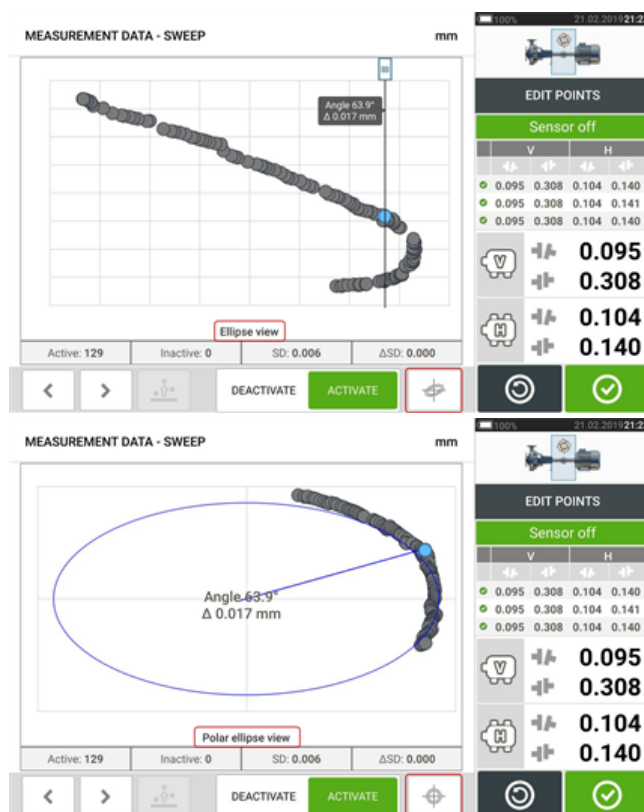 MEASUREMENT DATA - SWEEP mm
Angle 63.9°
Δ 0.017 mm
Ellipse view
Active: 129 Inactive: 0 SD: 0.006 ΔSD: 0.000
DEACTIVATE ACTIVATE
100% 21.02.2019
EDIT POINTS
Sensor off
V H
0.095 0.308 0.104 0.140
0.095 0.308 0.104 0.141
0.095 0.308 0.104 0.140
V 0.095
0.308
H 0.104
0.140
MEASUREMENT DATA - SWEEP mm
Angle 63.9°
Δ 0.017 mm
Polar ellipse view
Active: 129 Inactive: 0 SD: 0.006 ΔSD: 0.000
DEACTIVATE ACTIVATE
100% 21.02.2019
EDIT POINTS
Sensor off
V H
0.095 0.308 0.104 0.140
0.095 0.308 0.104 0.141
0.095 0.308 0.104 0.140
V 0.095
0.308
H 0.104
0.140